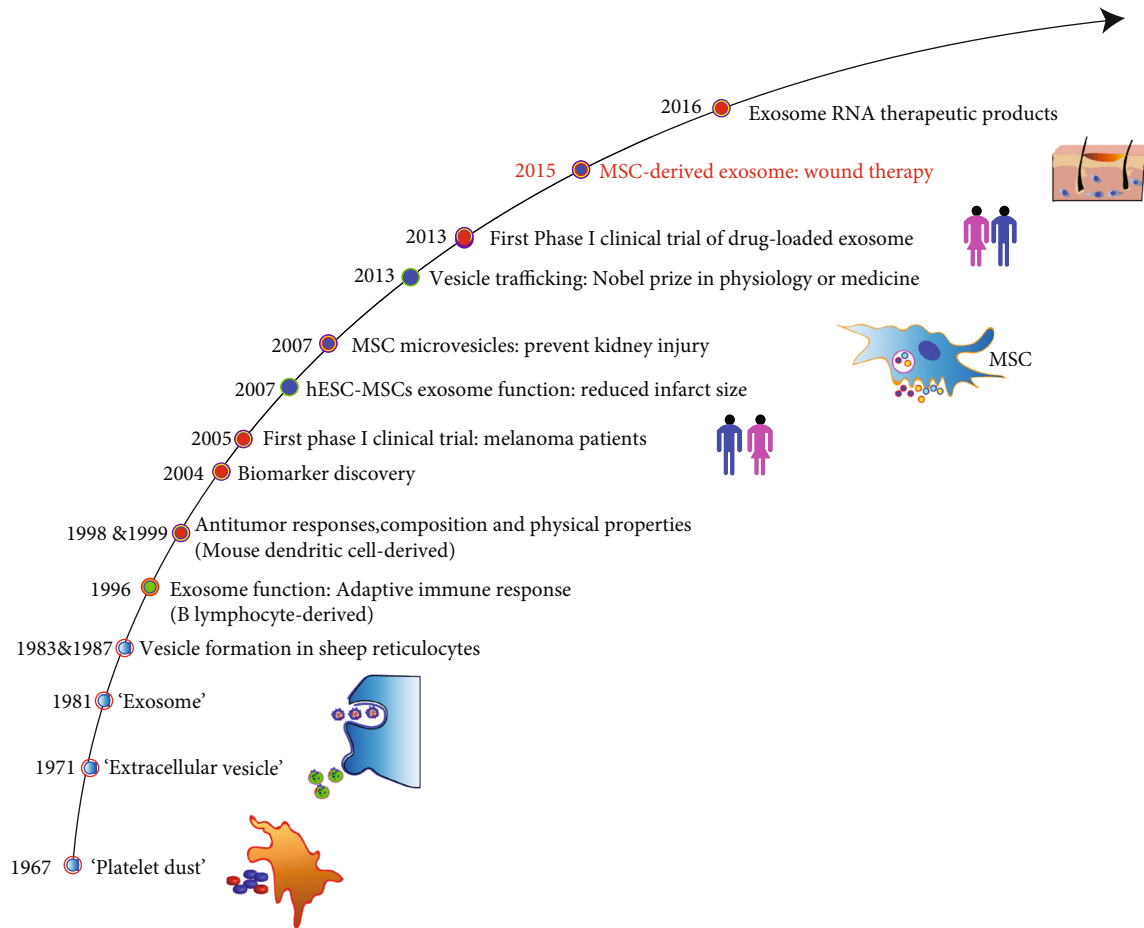 2016 Exosome RNA therapeutic products
2015 MSC-derived exosome: wound therapy
2013 First Phase I clinical trial of drug-loaded exosome
2013 Vesicle trafficking: Nobel prize in physiology or medicine
2007 MSC microvesicles: prevent kidney injury
MSC
2007 hESC-MSCs exosome function: reduced infarct size
2005 First phase I clinical trial: melanoma patients
2004 Biomarker discovery
1998 &1999 Antitumor responses,composition and physical properties
(Mouse dendritic cell-derived)
1996 Exosome function: Adaptive immune response
(B lymphocyte-derived)
1983&1987 Vesicle formation in sheep reticulocytes
1981 ‘Exosome’
1971 ‘Extracellular vesicle’
1967 ‘Platelet dust’